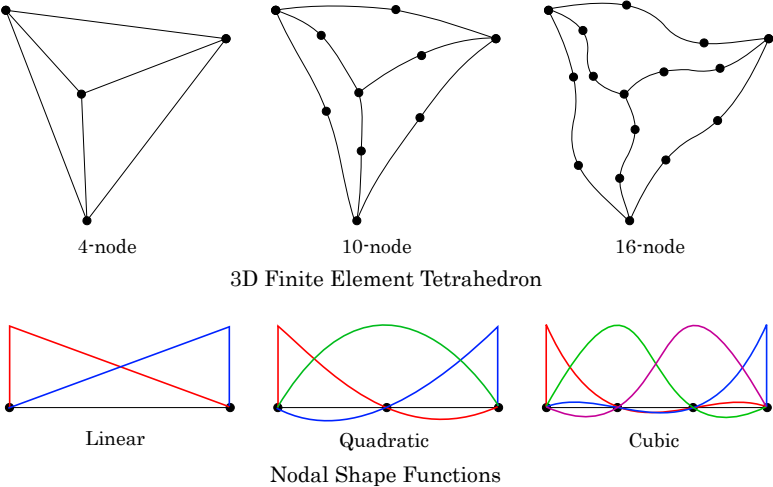 4-node
10-node
16-node
3D Finite Element Tetrahedron
Linear
Quadratic
Cubic
Nodal Shape Functions